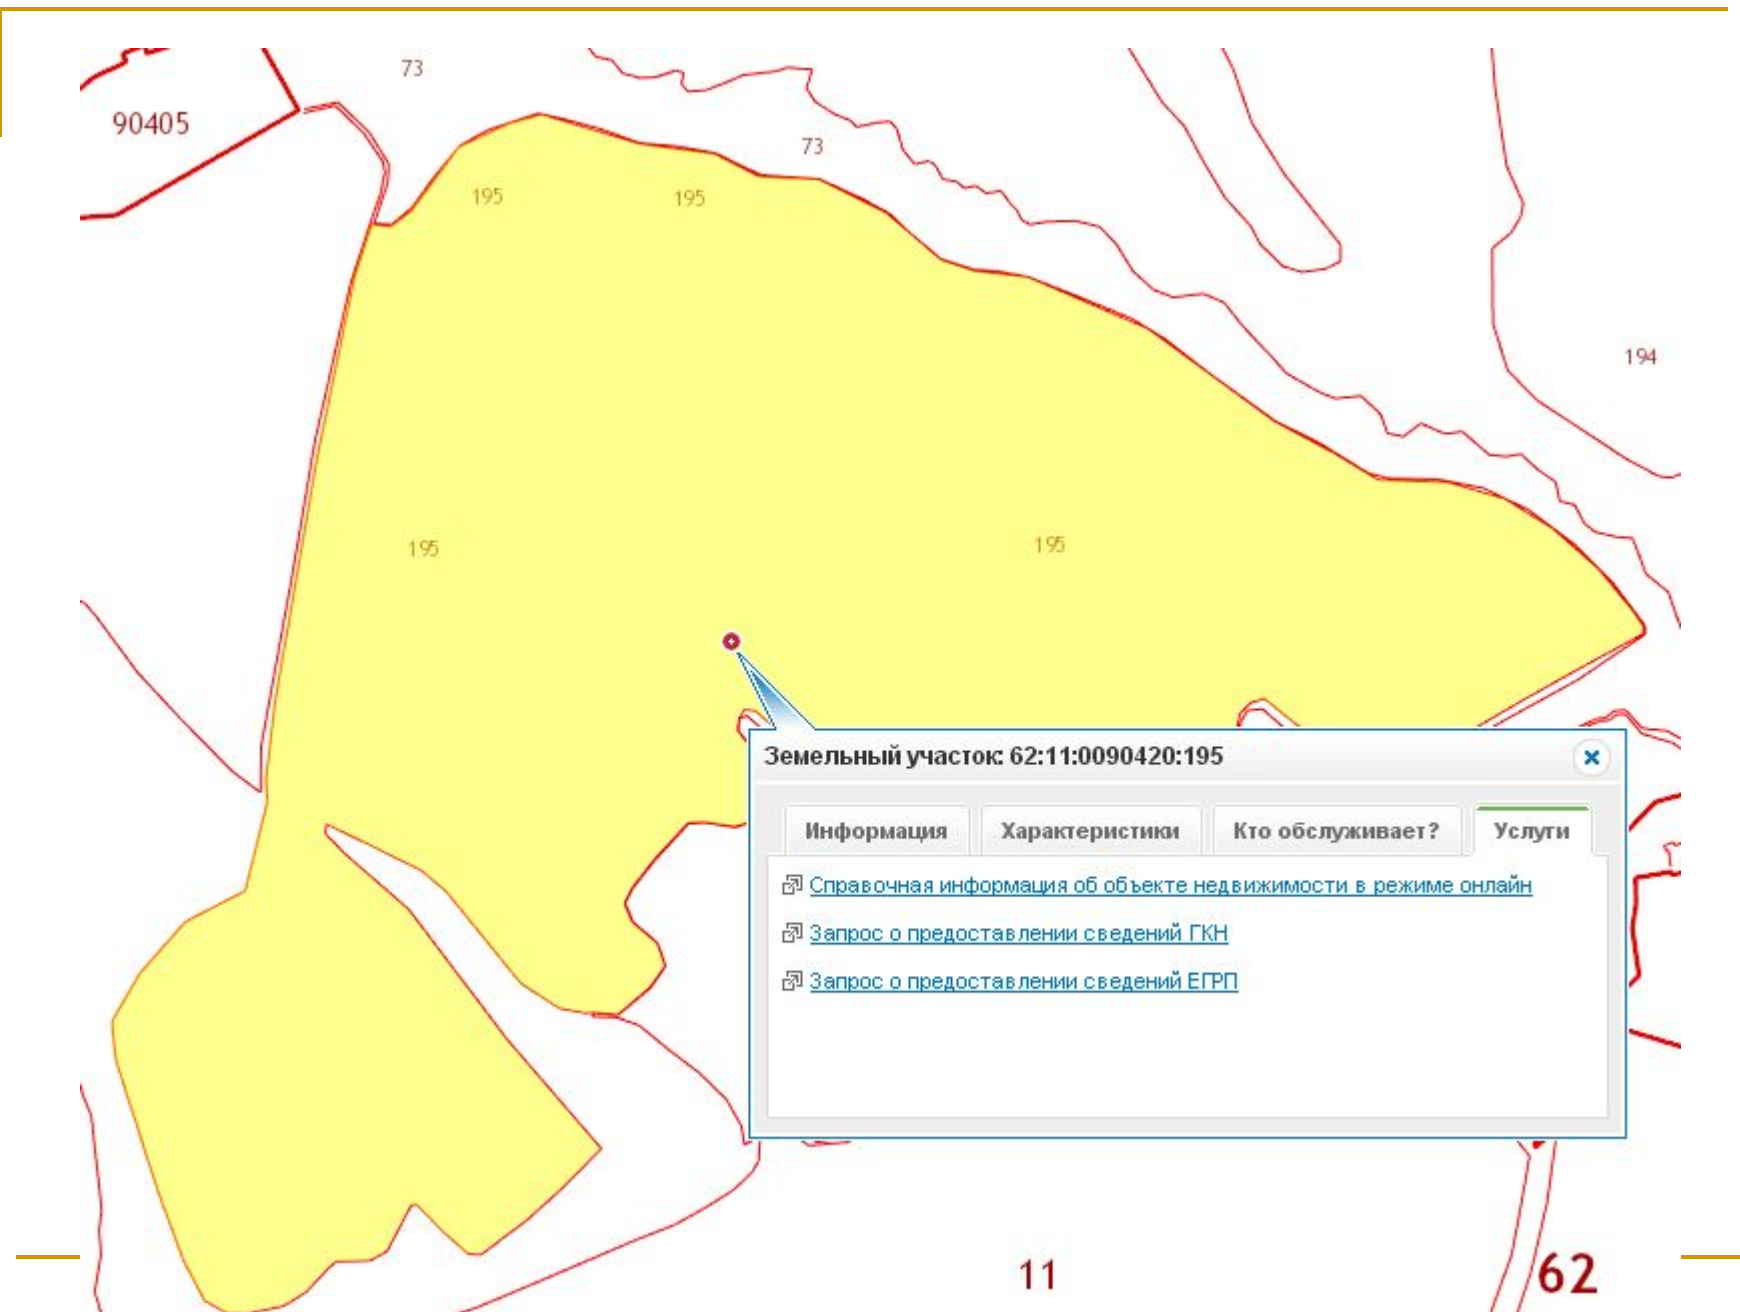 73
90405
73
195
195
194
195
195
Земельный участок: 62:11:0090420:195
Информация Характеристики Кто обслуживает? Услуги
Справочная информация об объекте недвижимости в режиме онлайн
Запрос о предоставлении сведений ГКН
Запрос о предоставлении сведений ЕГРП
11
62